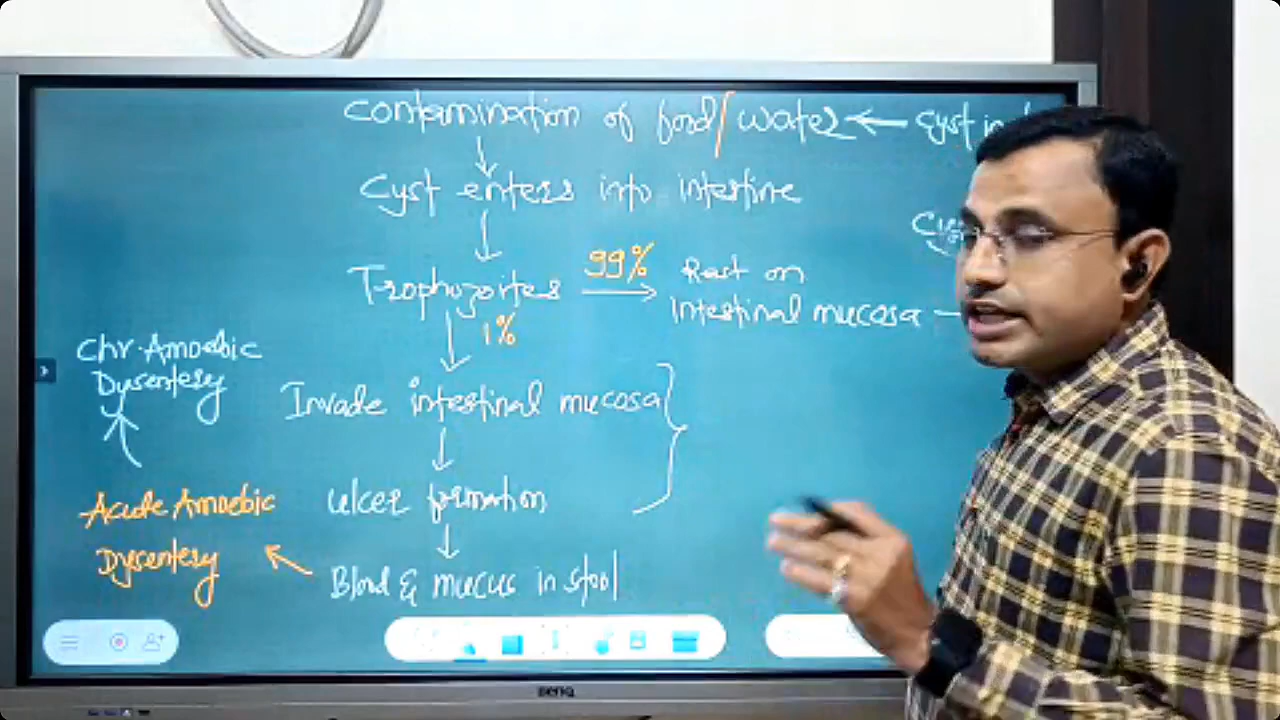 Contamination of food/water ← Cyst in
Cyst enters into intestine
Cys
Trophozoites 99% → Rest on
Intestinal mucosa
1%
Chr. Amoebic
Dysentery
Invade intestinal mucosa
Ulcer formation
Acute Amoebic
Dysentery
Blood & mucus in stool
BenQ